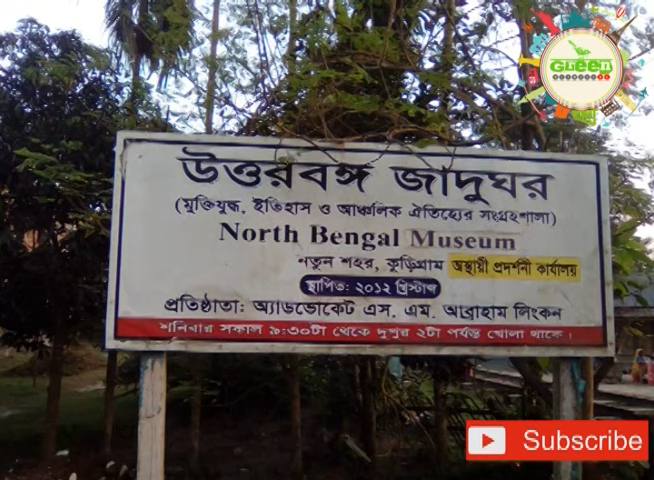 Green
উত্তরবঙ্গ জাদুঘর
(মুক্তিযুদ্ধ, ইতিহাস ও আঞ্চলিক ঐতিহ্যের সংগ্রহশালা)
North Bengal Museum
নতুন শহর, কুড়িগ্রাম অস্থায়ী প্রদর্শনী কার্যালয়
স্থাপিত: ২০১২ খ্রিস্টাব্দ
প্রতিষ্ঠাতা: অ্যাডভোকেট এস. এম. আব্রাহাম লিংকন
শনিবার সকাল ৯:৩০টা থেকে দুপুর ২টা পর্যন্ত খোলা থাকে।
Subscribe